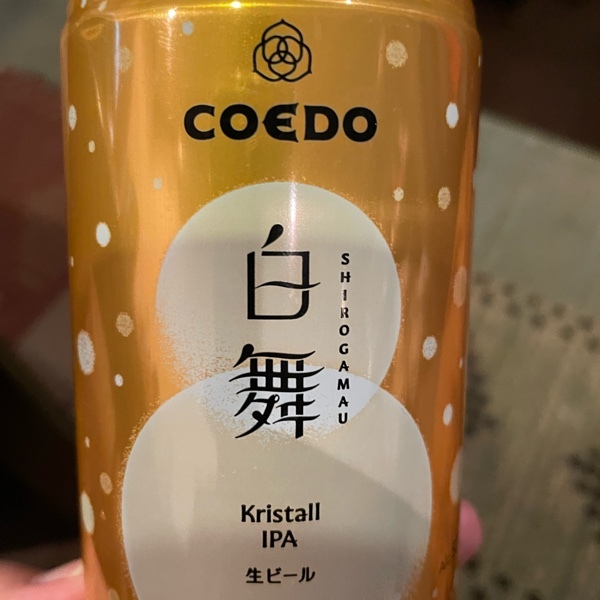 COEDO
白舞
SHIROGAMAU
Kristall
IPA
生ビール